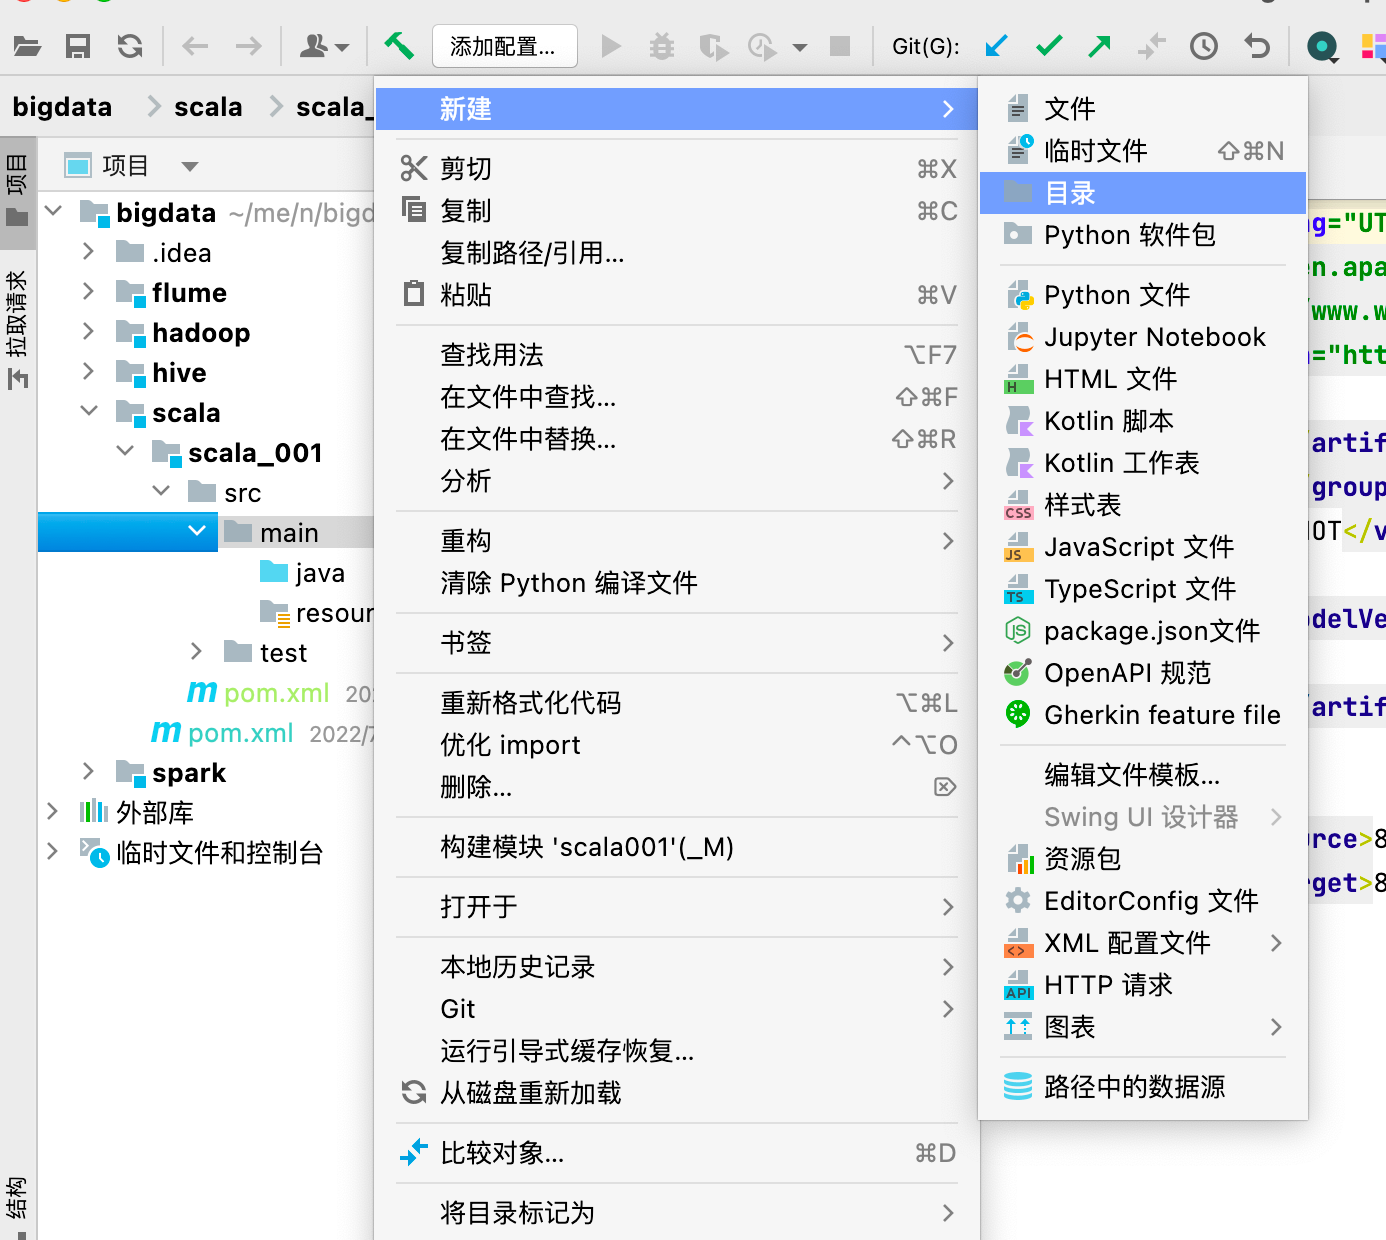 添加配置...
Git(G):
bigdata
scala
scala_
项目
项目
拉取请求
结构
bigdata ~/me/n/bigd
.idea
flume
hadoop
hive
scala
scala_001
src
main
java
resour
test
pom.xml 20
pom.xml 2022/7
spark
外部库
临时文件和控制台
新建
剪切 ⌘X
复制 ⌘C
复制路径/引用...
粘贴 ⌘V
查找用法 ⌥F7
在文件中查找... ⇧⌘F
在文件中替换... ⇧⌘R
分析
重构
清除 Python 编译文件
书签
重新格式化代码 ⌥⌘L
优化 import ^⌥O
删除... ⌦
构建模块 'scala001'(_M)
打开于
本地历史记录
Git
运行引导式缓存恢复...
从磁盘重新加载
比较对象... ⌘D
将目录标记为
文件
临时文件 ⇧⌘N
目录
Python 软件包
Python 文件
Jupyter Notebook
H HTML 文件
Kotlin 脚本
Kotlin 工作表
CSS 样式表
JS JavaScript 文件
TS TypeScript 文件
JS package.json文件
OpenAPI 规范
Gherkin feature file
编辑文件模板...
Swing UI 设计器
资源包
EditorConfig 文件
<> XML 配置文件
API HTTP 请求
图表
路径中的数据源
g="UT
en.apa
/www.w
="htt
artif
group
OT</v
delVe
artif
rce>8
get>8